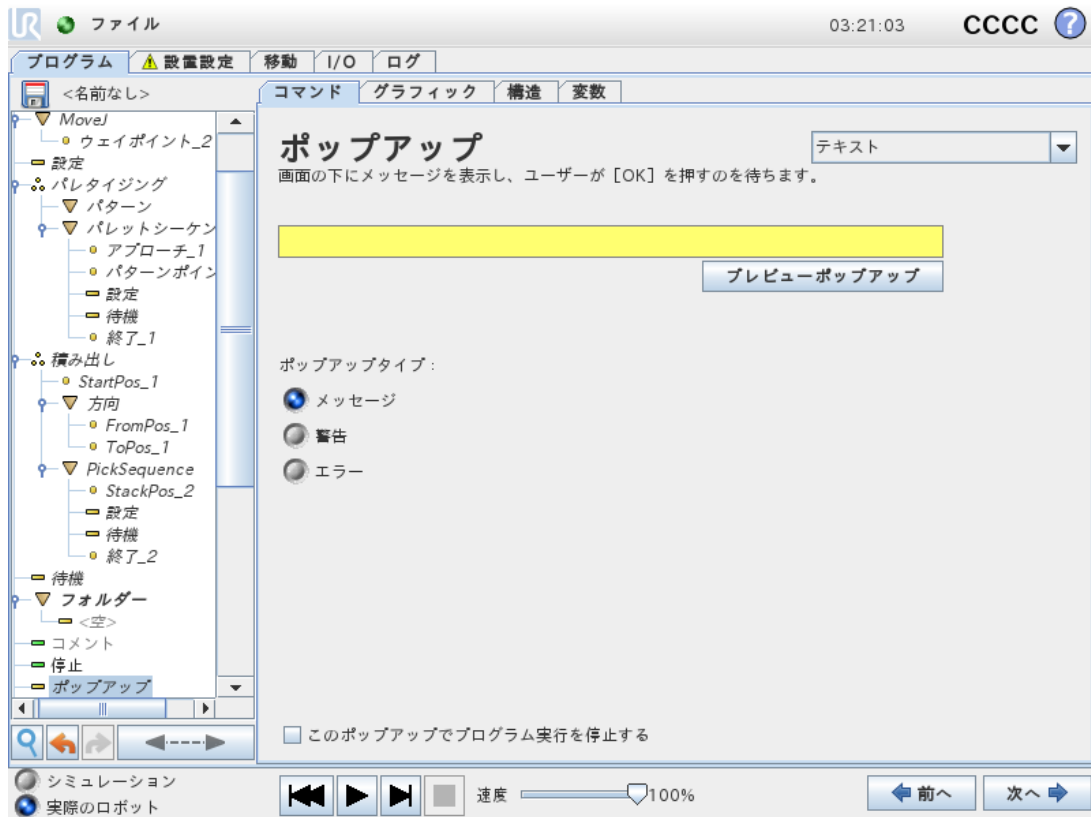 UR ファイル 03:21:03 CCCC ?
プログラム 設置設定 移動 I/O ログ
<名前なし>
コマンド グラフィック 構造 変数
MoveJ
ウェイポイント_2
設定
パレタイジング
パターン
パレットシーケン
アプローチ_1
パターンポイン
設定
待機
終了_1
積み出し
StartPos_1
方向
FromPos_1
ToPos_1
PickSequence
StackPos_2
設定
待機
終了_2
待機
フォルダー
<空>
コメント
停止
ポップアップ
ポップアップ
テキスト
画面の下にメッセージを表示し、ユーザーが［OK］を押すのを待ちます。
プレビューポップアップ
ポップアップタイプ：
メッセージ
警告
エラー
このポップアップでプログラム実行を停止する
シミュレーション
実際のロボット
速度 100%
前へ 次へ